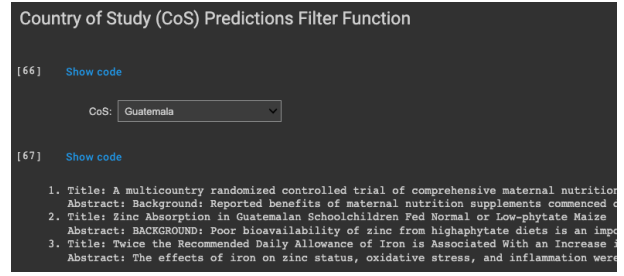 Country of Study (CoS) Predictions Filter Function
[66] Show code
CoS: Guatemala
[67] Show code
1. Title: A multicountry randomized controlled trial of comprehensive maternal nutrition
Abstract: Background: Reported benefits of maternal nutrition supplements commenced
2. Title: Zinc Absorption in Guatemalan Schoolchildren Fed Normal or Low-phytate Maize
Abstract: BACKGROUND: Poor bioavailability of zinc from highaphytate diets is an
3. Title: Twice the Recommended Daily Allowance of Iron is Associated With an Increase
Abstract: The effects of iron on zinc status, oxidative stress, and inflammation were